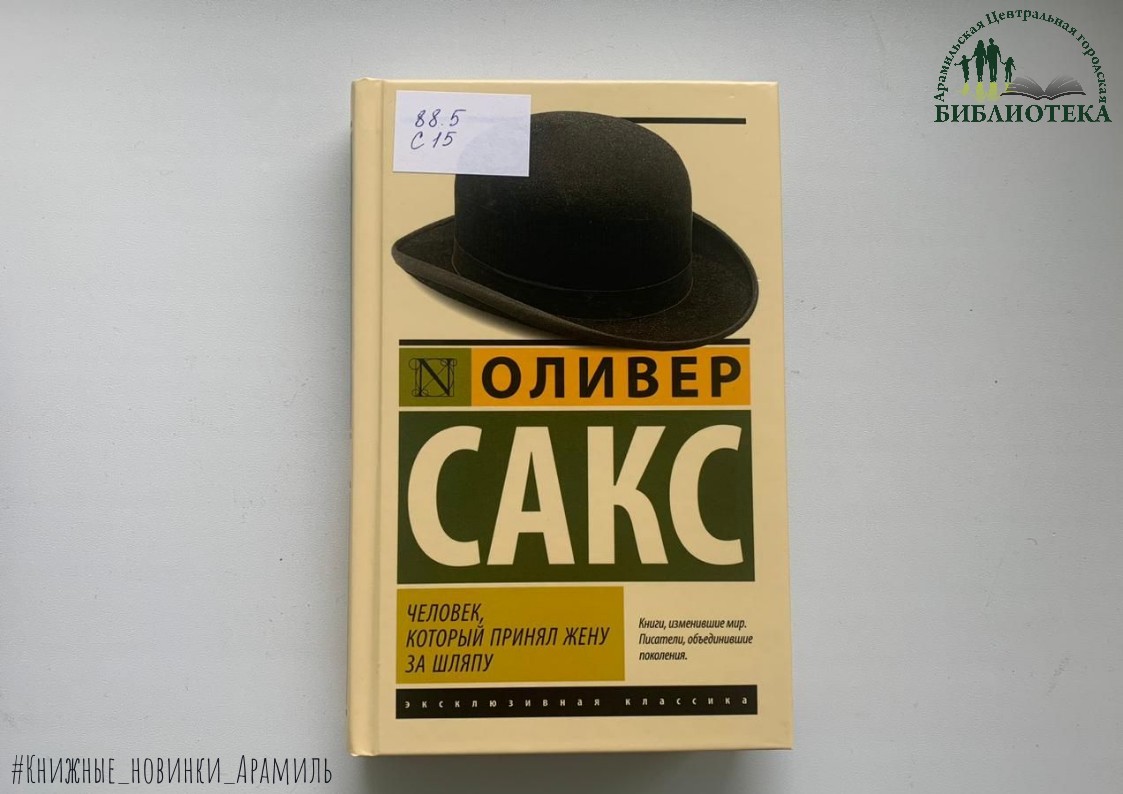 Арамильская Центральная городская
БИБЛИОТЕКА
88.5
С 15
N ОЛИВЕР
САКС
ЧЕЛОВЕК,
КОТОРЫЙ ПРИНЯЛ ЖЕНУ
ЗА ШЛЯПУ
Книги, изменившие мир.
Писатели, объединившие
поколения.
эксклюзивная классика
#Книжные_новинки_Арамиль